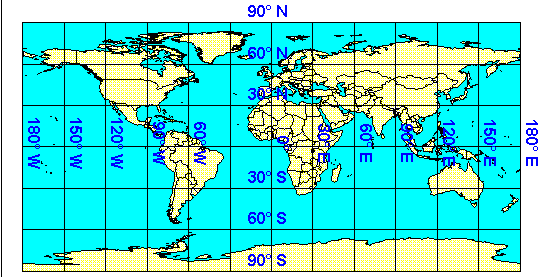 90° N
60° N
30° N
180° W
150° W
120° W
90° W
60° W
0°
30° E
60° E
90° E
120° E
150° E
180° E
30° S
60° S
90° S